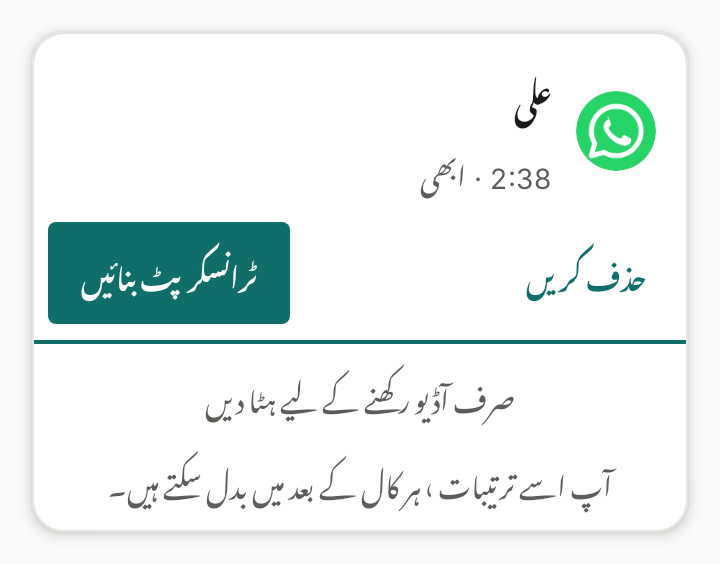 علی
2:38 · ابھی
حذف کریں
ٹرانسکرپٹ بنائیں
صرف آڈیو رکھنے کے لیے ہٹا دیں
آپ اسے ترتیبات، ہر کال کے بعد میں بدل سکتے ہیں۔